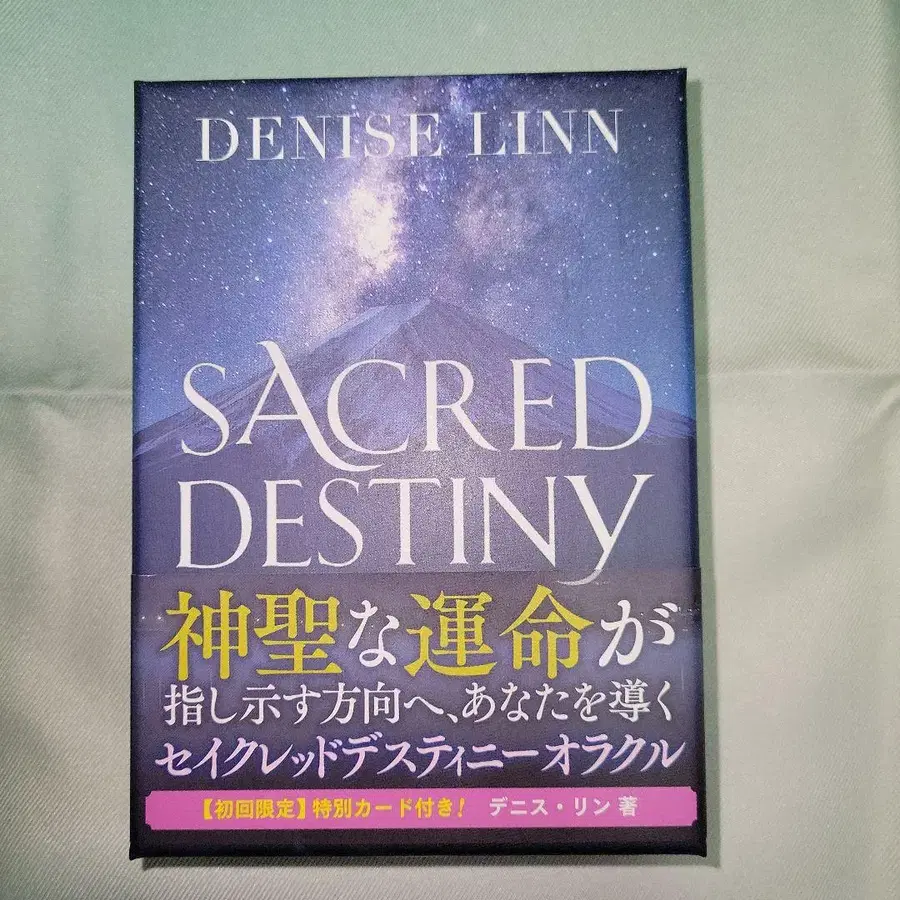 DENISE LINN
SACRED
DESTINY
神聖な運命が
指し示す方向へ、あなたを導く
セイクレッドデスティニーオラクル
【初回限定】特別カード付き! デニス・リン 著